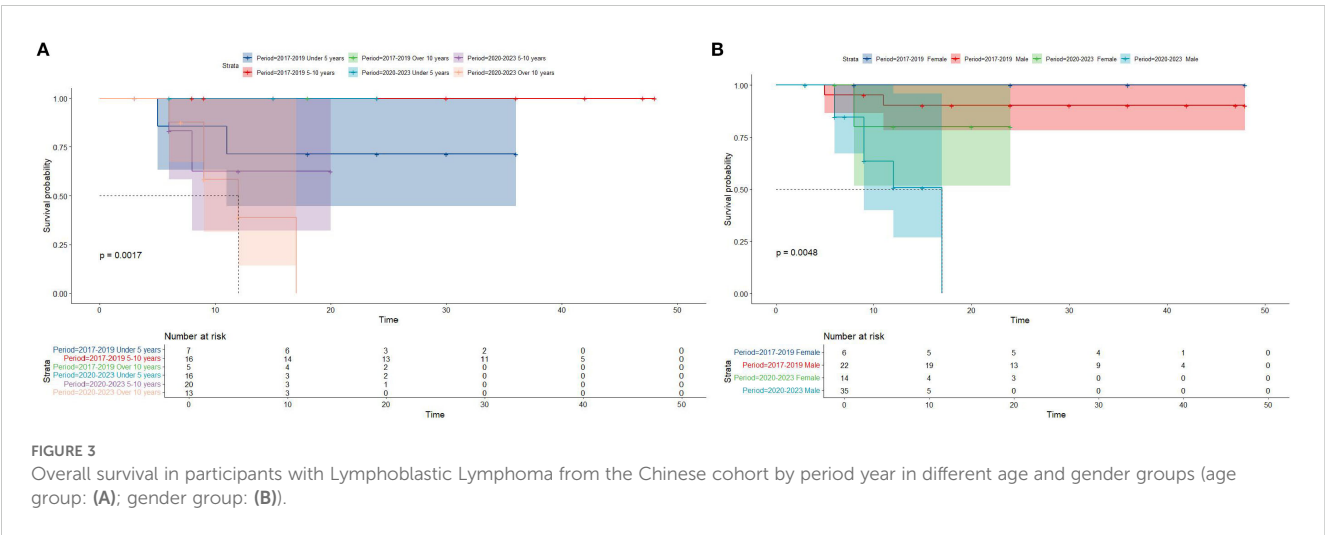 A
Strata
Period=2017-2019 Under 5 years
Period=2017-2019 Over 10 years
Period=2020-2023 5-10 years
Period=2017-2019 5-10 years
Period=2020-2023 Under 5 years
Period=2020-2023 Over 10 years
Survival probability
1.00
0.75
0.50
0.25
0.00
p = 0.0017
0 10 20 30 40 50
Time
Number at risk
Strata
Period=2017-2019 Under 5 years 7 6 3 2 0 0
Period=2017-2019 5-10 years 16 14 13 11 5 0
Period=2017-2019 Over 10 years 5 4 2 0 0 0
Period=2020-2023 Under 5 years 16 3 2 0 0 0
Period=2020-2023 5-10 years 20 3 1 0 0 0
Period=2020-2023 Over 10 years 13 3 0 0 0 0
0 10 20 30 40 50
Time
B
Strata Period=2017-2019 Female Period=2017-2019 Male Period=2020-2023 Female Period=2020-2023 Male
Survival probability
1.00
0.75
0.50
0.25
0.00
p = 0.0048
0 10 20 30 40 50
Time
Number at risk
Strata
Period=2017-2019 Female 6 5 5 4 1 0
Period=2017-2019 Male 22 19 13 9 4 0
Period=2020-2023 Female 14 4 3 0 0 0
Period=2020-2023 Male 35 5 0 0 0 0
0 10 20 30 40 50
Time
FIGURE 3
Overall survival in participants with Lymphoblastic Lymphoma from the Chinese cohort by period year in different age and gender groups (age
group: (A); gender group: (B)).